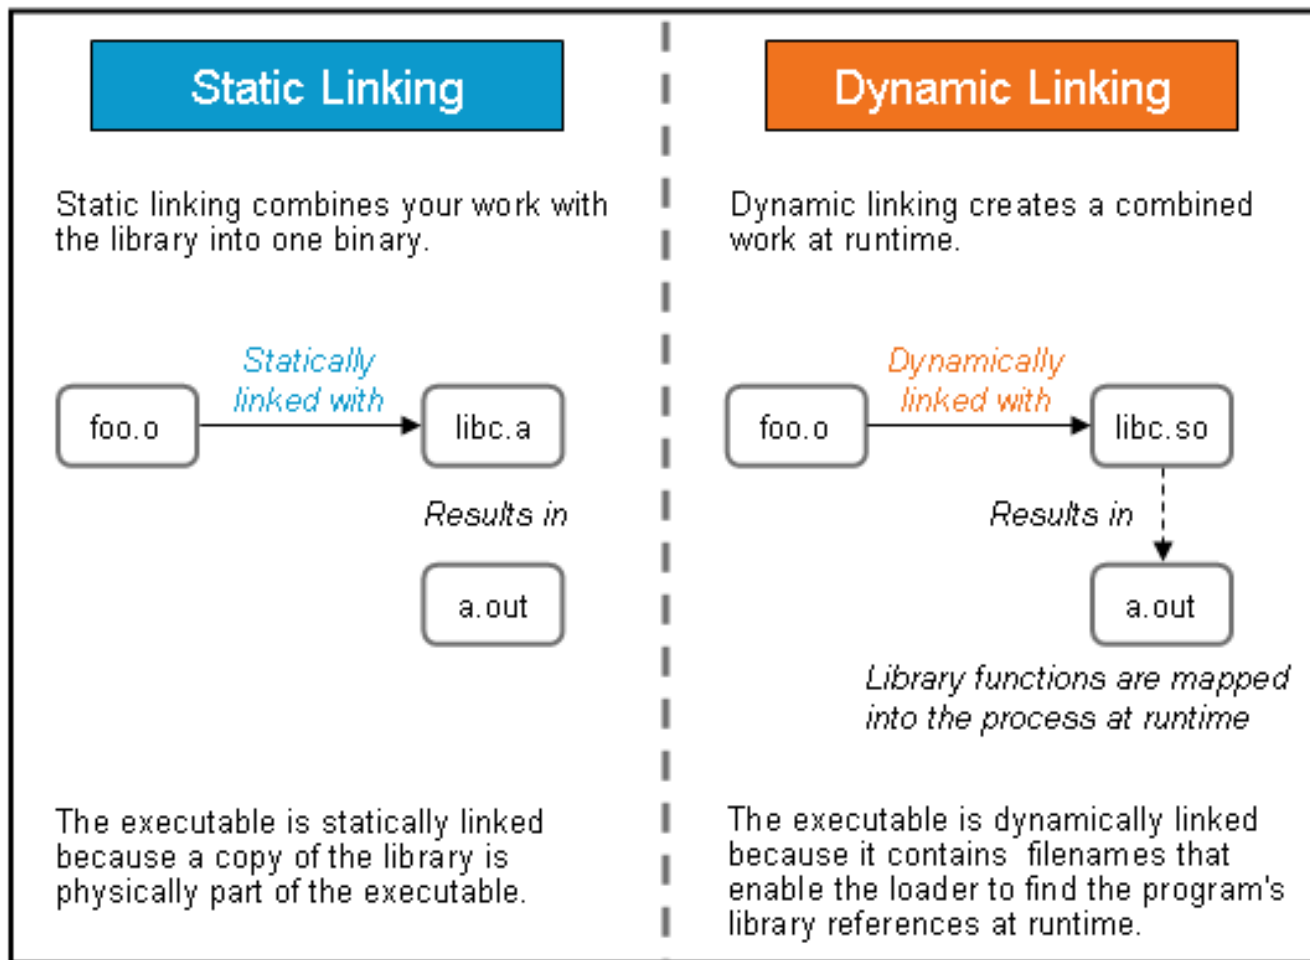 Static Linking
Static linking combines your work with
the library into one binary.
Statically
linked with
foo.o
libc.a
Results in
a.out
The executable is statically linked
because a copy of the library is
physically part of the executable.
Dynamic Linking
Dynamic linking creates a combined
work at runtime.
Dynamically
linked with
foo.o
libc.so
Results in
a.out
Library functions are mapped
into the process at runtime
The executable is dynamically linked
because it contains filenames that
enable the loader to find the program's
library references at runtime.